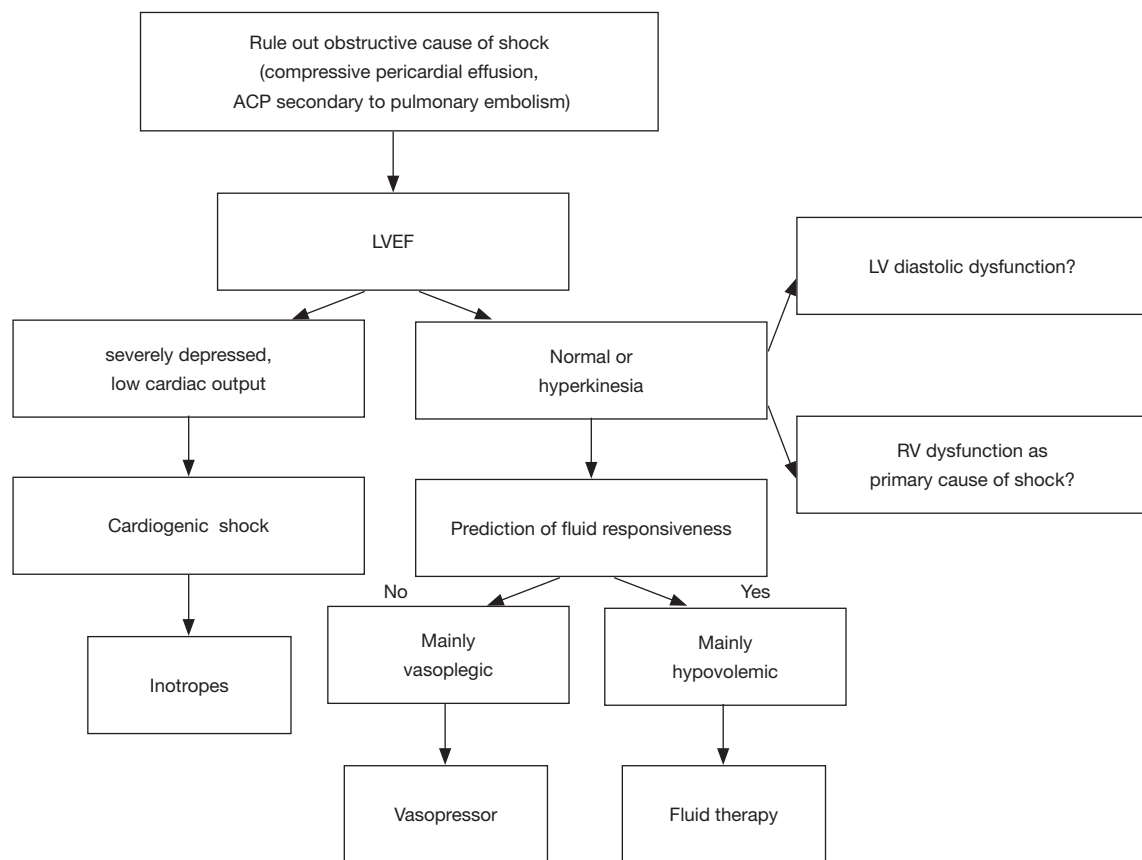 Rule out obstructive cause of shock
(compressive pericardial effusion,
ACP secondary to pulmonary embolism)
LVEF
LV diastolic dysfunction?
severely depressed,
low cardiac output
Normal or
hyperkinesia
RV dysfunction as
primary cause of shock?
Cardiogenic shock
Prediction of fluid responsiveness
No
Yes
Mainly
vasoplegic
Mainly
hypovolemic
Inotropes
Vasopressor
Fluid therapy